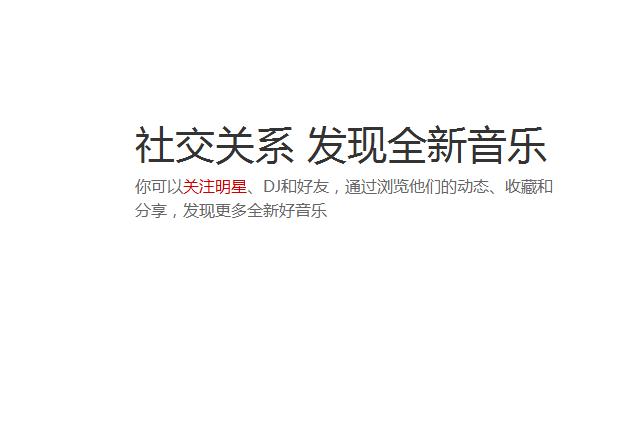 社交关系 发现全新音乐
你可以关注明星、DJ和好友，通过浏览他们的动态、收藏和
分享，发现更多全新好音乐